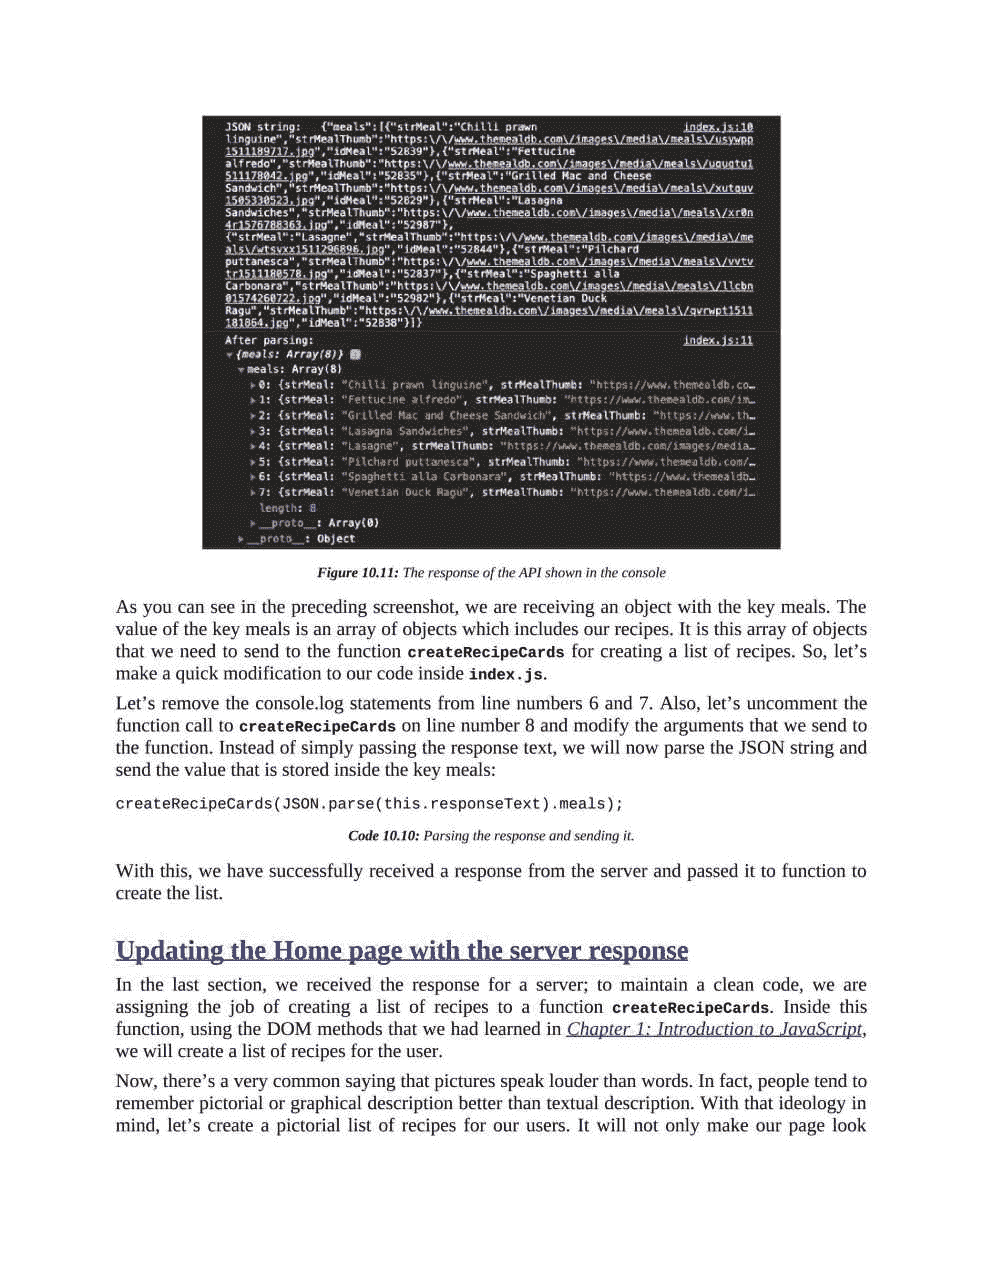 JSON string: {"meals":[{"strMeal":"Chilli prawn index.js:10
linguine","strMealThumb":"https:\/\/www.themealdb.com\/images\/media\/meals\/usywpp
1511189717.jpg","idMeal":"52839"},{"strMeal":"Fettucine
alfredo","strMealThumb":"https:\/\/www.themealdb.com\/images\/media\/meals\/uquqtu1
511178042.jpg","idMeal":"52835"},{"strMeal":"Grilled Mac and Cheese
Sandwich","strMealThumb":"https:\/\/www.themealdb.com\/images\/media\/meals\/xutquv
1505330523.jpg","idMeal":"52829"},{"strMeal":"Lasagna
Sandwiches","strMealThumb":"https:\/\/www.themealdb.com\/images\/media\/meals\/xr0n
4r1576788363.jpg","idMeal":"52987"},
{"strMeal":"Lasagne","strMealThumb":"https:\/\/www.themealdb.com\/images\/media\/me
als\/wtsvxx1511296896.jpg","idMeal":"52844"},{"strMeal":"Pilchard
puttanesca","strMealThumb":"https:\/\/www.themealdb.com\/images\/media\/meals\/vvtv
tr1511180578.jpg","idMeal":"52837"},{"strMeal":"Spaghetti alla
Carbonara","strMealThumb":"https:\/\/www.themealdb.com\/images\/media\/meals\/llcbn
01574260722.jpg","idMeal":"52982"},{"strMeal":"Venetian Duck
Ragu","strMealThumb":"https:\/\/www.themealdb.com\/images\/media\/meals\/qvrwpt1511
181864.jpg","idMeal":"52838"}]}
After parsing: index.js:11
{meals: Array(8)}
meals: Array(8)
0: {strMeal: "Chilli prawn linguine", strMealThumb: "https://www.themealdb.co…
1: {strMeal: "Fettucine alfredo", strMealThumb: "https://www.themealdb.com/im…
2: {strMeal: "Grilled Mac and Cheese Sandwich", strMealThumb: "https://www.th…
3: {strMeal: "Lasagna Sandwiches", strMealThumb: "https://www.themealdb.com/i…
4: {strMeal: "Lasagne", strMealThumb: "https://www.themealdb.com/images/media…
5: {strMeal: "Pilchard puttanesca", strMealThumb: "https://www.themealdb.com/…
6: {strMeal: "Spaghetti alla Carbonara", strMealThumb: "https://www.themealdb…
7: {strMeal: "Venetian Duck Ragu", strMealThumb: "https://www.themealdb.com/i…
length: 8
__proto__: Array(0)
__proto__: Object
Figure 10.11: The response of the API shown in the console
As you can see in the preceding screenshot, we are receiving an object with the key meals. The
value of the key meals is an array of objects which includes our recipes. It is this array of objects
that we need to send to the function createRecipeCards for creating a list of recipes. So, let’s
make a quick modification to our code inside index.js.
Let’s remove the console.log statements from line numbers 6 and 7. Also, let’s uncomment the
function call to createRecipeCards on line number 8 and modify the arguments that we send to
the function. Instead of simply passing the response text, we will now parse the JSON string and
send the value that is stored inside the key meals:
createRecipeCards(JSON.parse(this.responseText).meals);
Code 10.10: Parsing the response and sending it.
With this, we have successfully received a response from the server and passed it to function to
create the list.
Updating the Home page with the server response
In the last section, we received the response for a server; to maintain a clean code, we are
assigning the job of creating a list of recipes to a function createRecipeCards. Inside this
function, using the DOM methods that we had learned in Chapter 1: Introduction to JavaScript,
we will create a list of recipes for the user.
Now, there’s a very common saying that pictures speak louder than words. In fact, people tend to
remember pictorial or graphical description better than textual description. With that ideology in
mind, let’s create a pictorial list of recipes for our users. It will not only make our page look